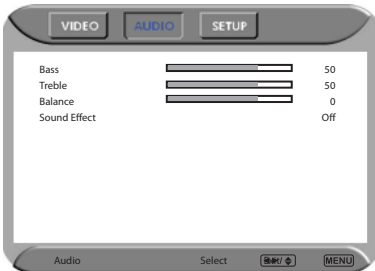 VIDEO AUDIO SETUP
Bass 50
Treble 50
Balance 0
Sound Effect Off
Audio Select MENU